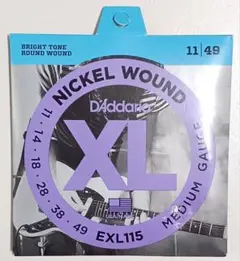 BRIGHT TONE
ROUND WOUND
11 | 49
NICKEL WOUND
D'Addario
XL
11 · 14 · 18 · 28 · 38 · 49
EXL115
MEDIUM GAUGE